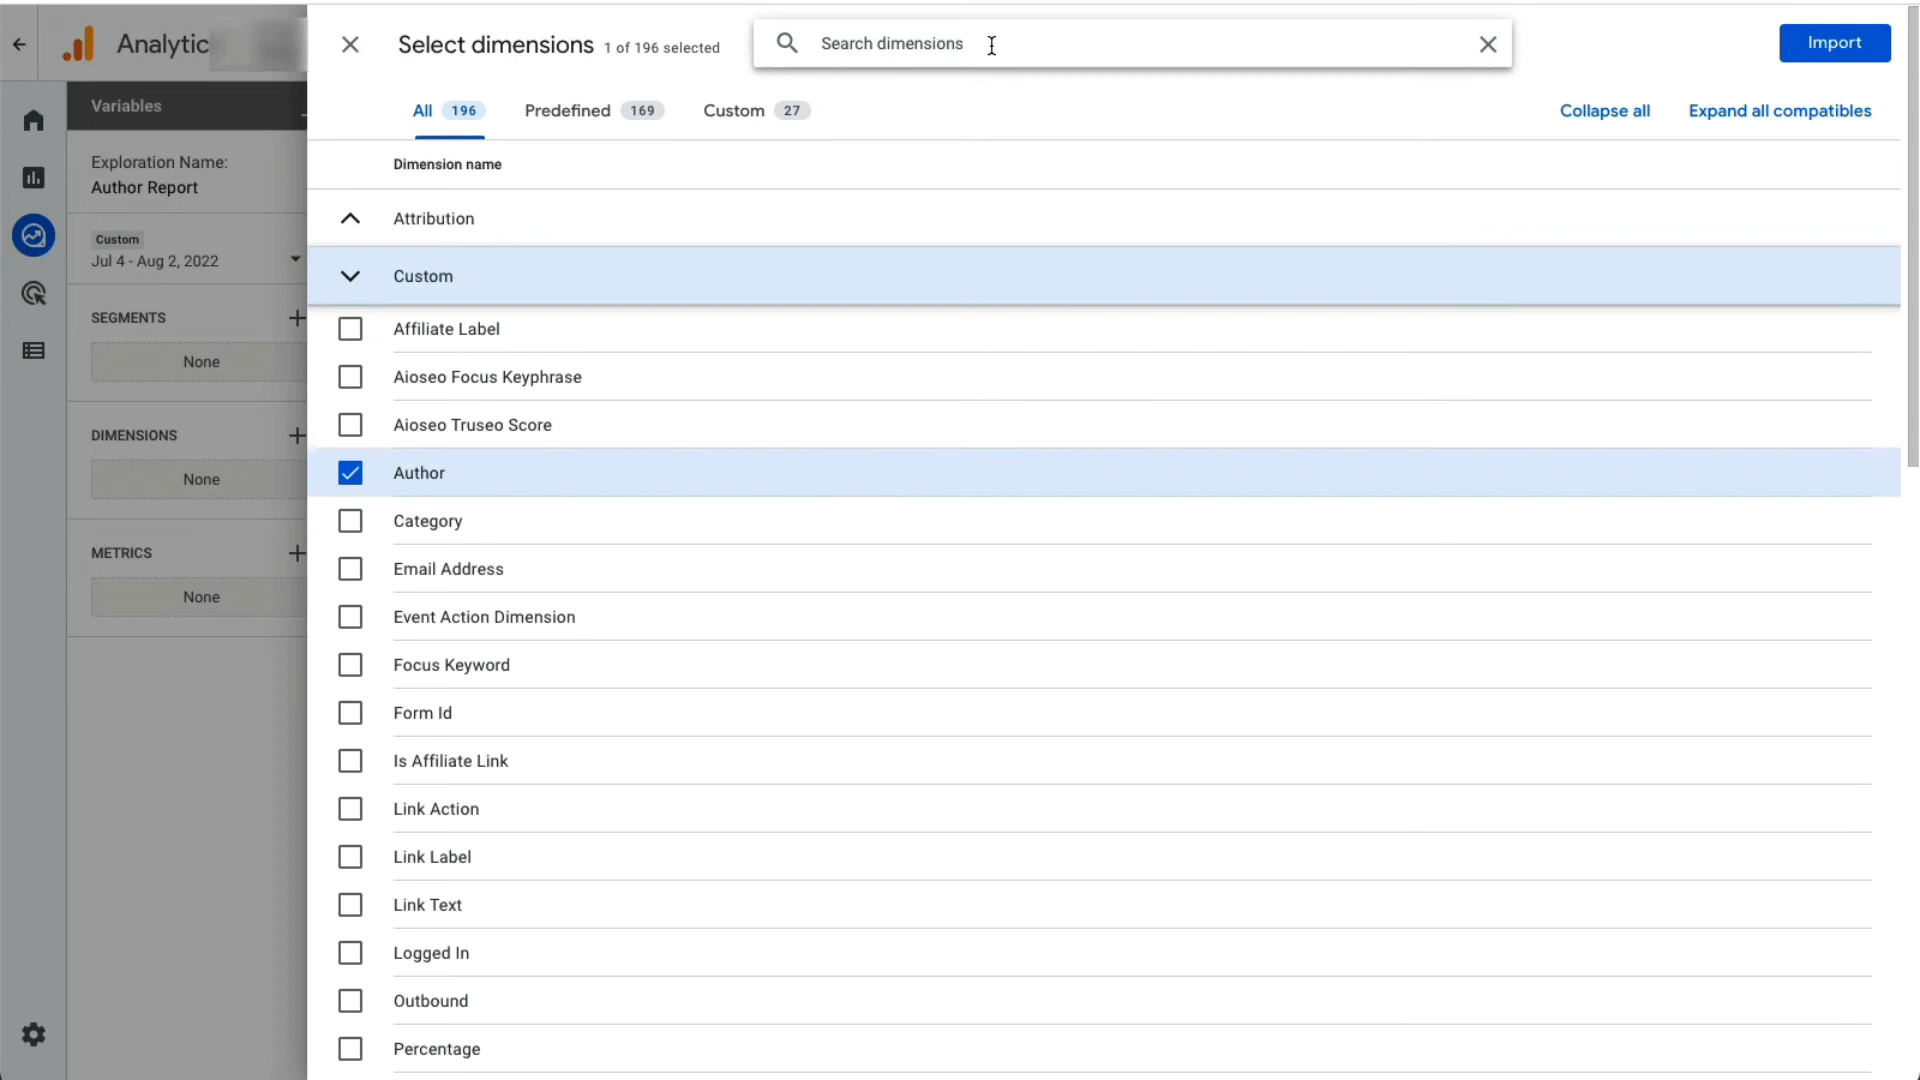 Analytic
Select dimensions 1 of 196 selected
Search dimensions
Import
All 196
Predefined 169
Custom 27
Collapse all
Expand all compatibles
Variables
Exploration Name:
Author Report
Custom
Jul 4 - Aug 2, 2022
SEGMENTS
None
DIMENSIONS
None
METRICS
None
Dimension name
Attribution
Custom
Affiliate Label
Aioseo Focus Keyphrase
Aioseo Truseo Score
Author
Category
Email Address
Event Action Dimension
Focus Keyword
Form Id
Is Affiliate Link
Link Action
Link Label
Link Text
Logged In
Outbound
Percentage